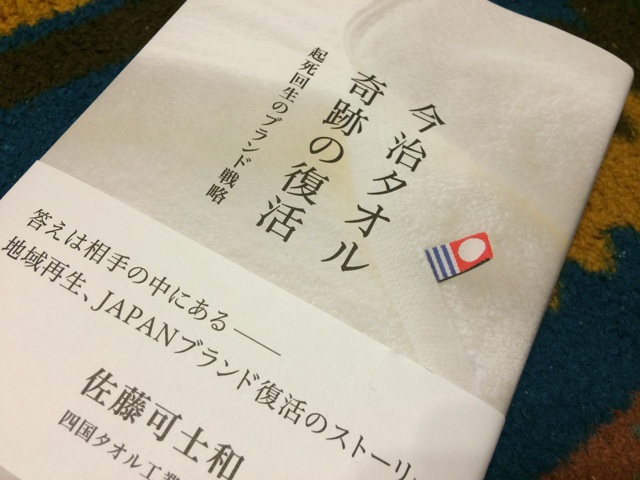 今治タオル
奇跡の復活
起死回生のブランド戦略
答えは相手の中にある──
地域再生、JAPANブランド復活のストーリ
佐藤可士和
四国タオル工業